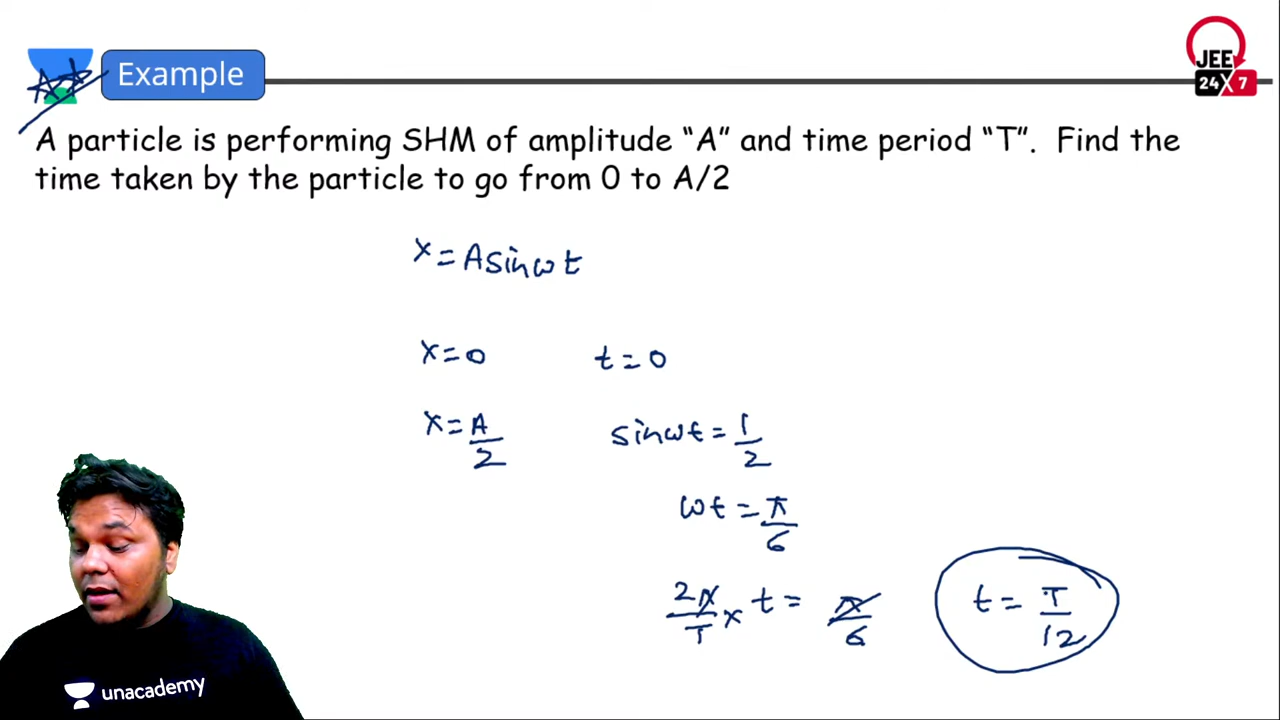 Example
JEE
24X7
A particle is performing SHM of amplitude “A” and time period “T”. Find the
time taken by the particle to go from 0 to A/2
x = A sin ωt
x = 0 t = 0
x = A/2 sin ωt = 1/2
ωt = π/6
2π/T × t = π/6 t = T/12
unacademy